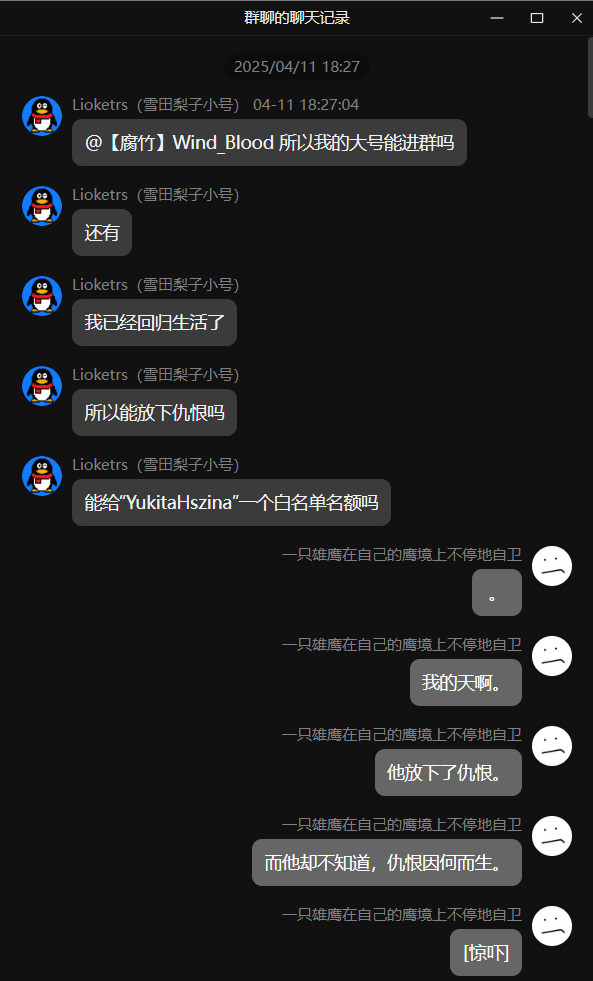 群聊的聊天记录
2025/04/11 18:27
Lioketrs（雪田梨子小号） 04-11 18:27:04
@【腐竹】Wind_Blood 所以我的大号能进群吗
Lioketrs（雪田梨子小号）
还有
Lioketrs（雪田梨子小号）
我已经回归生活了
Lioketrs（雪田梨子小号）
所以能放下仇恨吗
Lioketrs（雪田梨子小号）
能给“YukitaHszina”一个白名单名额吗
一只雄鹰在自己的鹰境上不停地自卫
。
一只雄鹰在自己的鹰境上不停地自卫
我的天啊。
一只雄鹰在自己的鹰境上不停地自卫
他放下了仇恨。
一只雄鹰在自己的鹰境上不停地自卫
而他却不知道，仇恨因何而生。
一只雄鹰在自己的鹰境上不停地自卫
[惊吓]